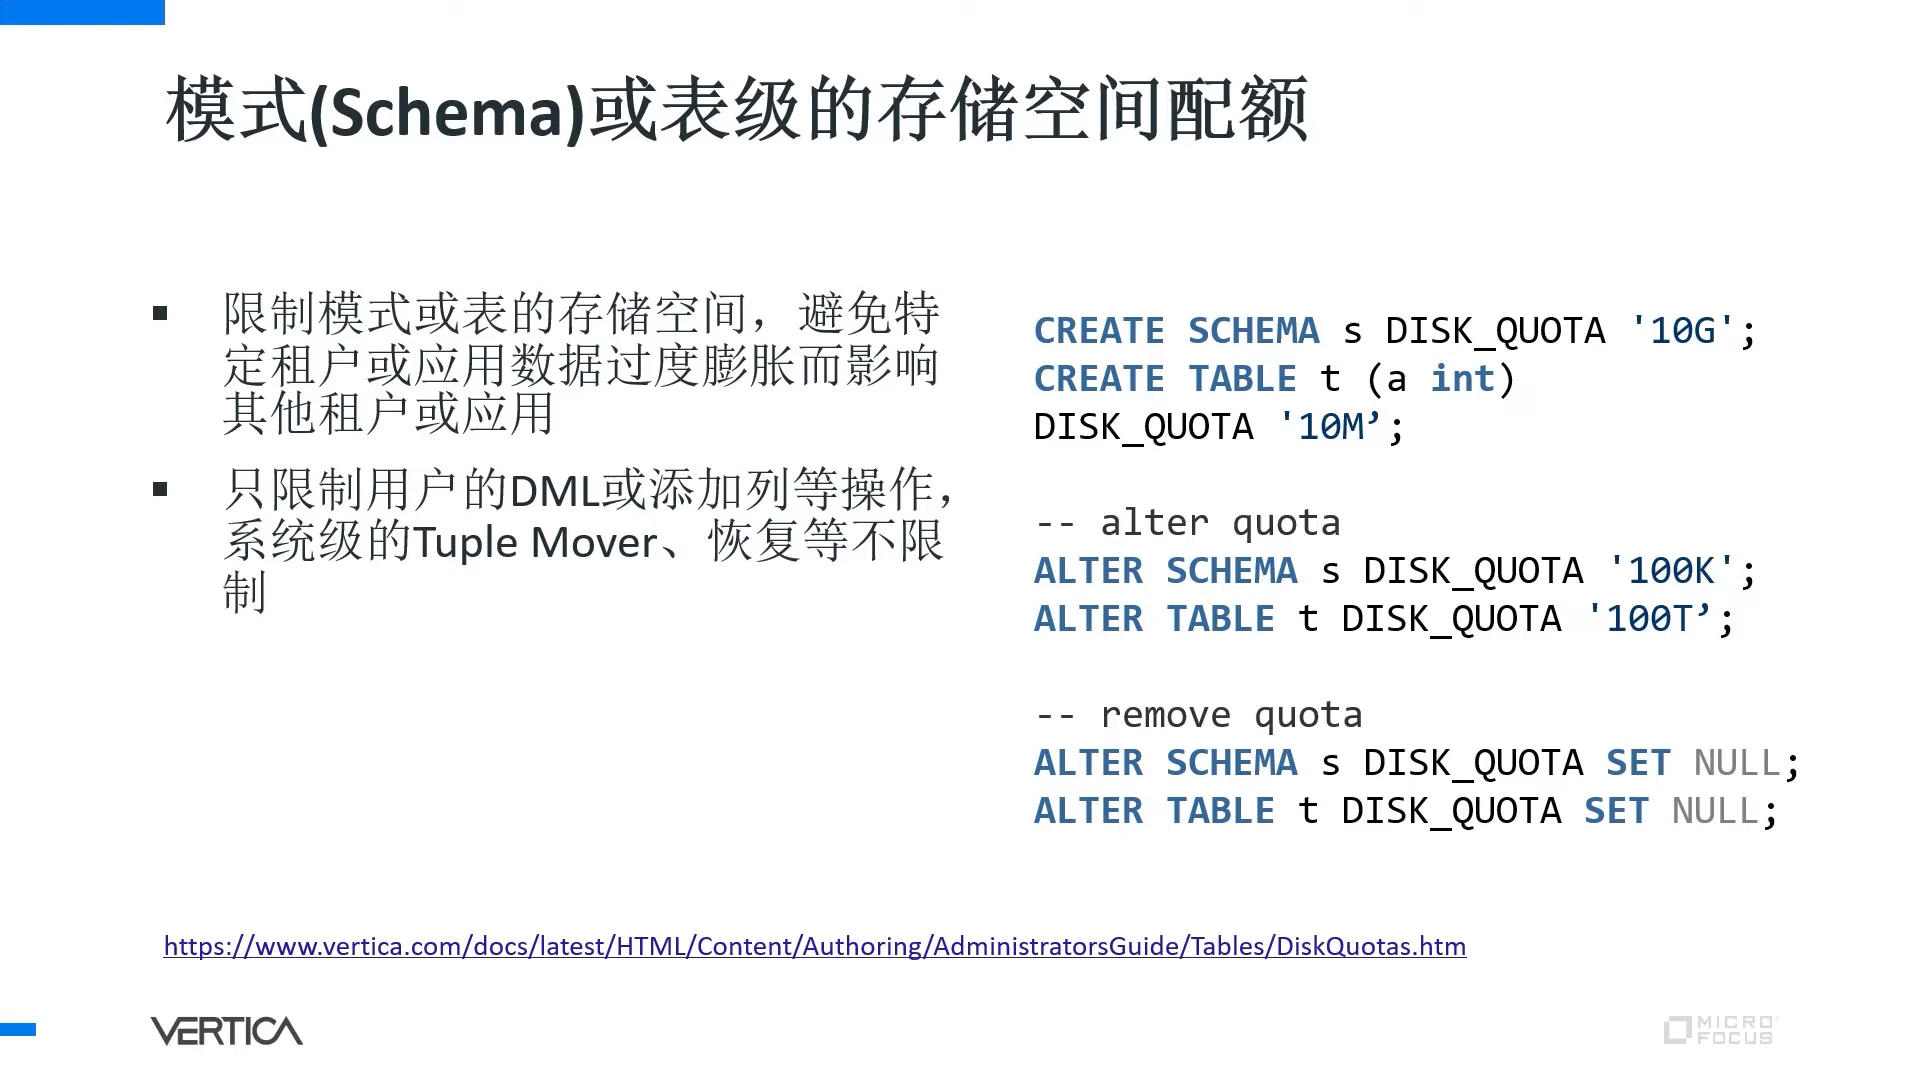 模式(Schema)或表级的存储空间配额
▪ 限制模式或表的存储空间，避免特
定租户或应用数据过度膨胀而影响
其他租户或应用
▪ 只限制用户的DML或添加列等操作，
系统级的Tuple Mover、恢复等不限
制
CREATE SCHEMA s DISK_QUOTA '10G';
CREATE TABLE t (a int)
DISK_QUOTA '10M’;
-- alter quota
ALTER SCHEMA s DISK_QUOTA '100K';
ALTER TABLE t DISK_QUOTA '100T’;
-- remove quota
ALTER SCHEMA s DISK_QUOTA SET NULL;
ALTER TABLE t DISK_QUOTA SET NULL;
https://www.vertica.com/docs/latest/HTML/Content/Authoring/AdministratorsGuide/Tables/DiskQuotas.htm
VERTICA
MICRO
FOCUS